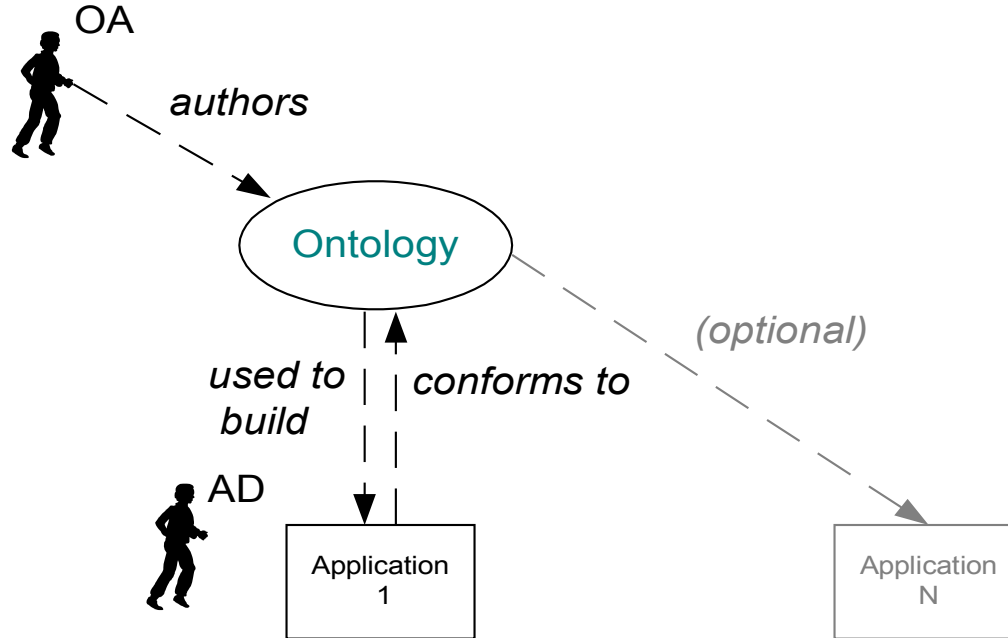 OA
authors
Ontology
(optional)
used to
build
conforms to
AD
Application
1
Application
N